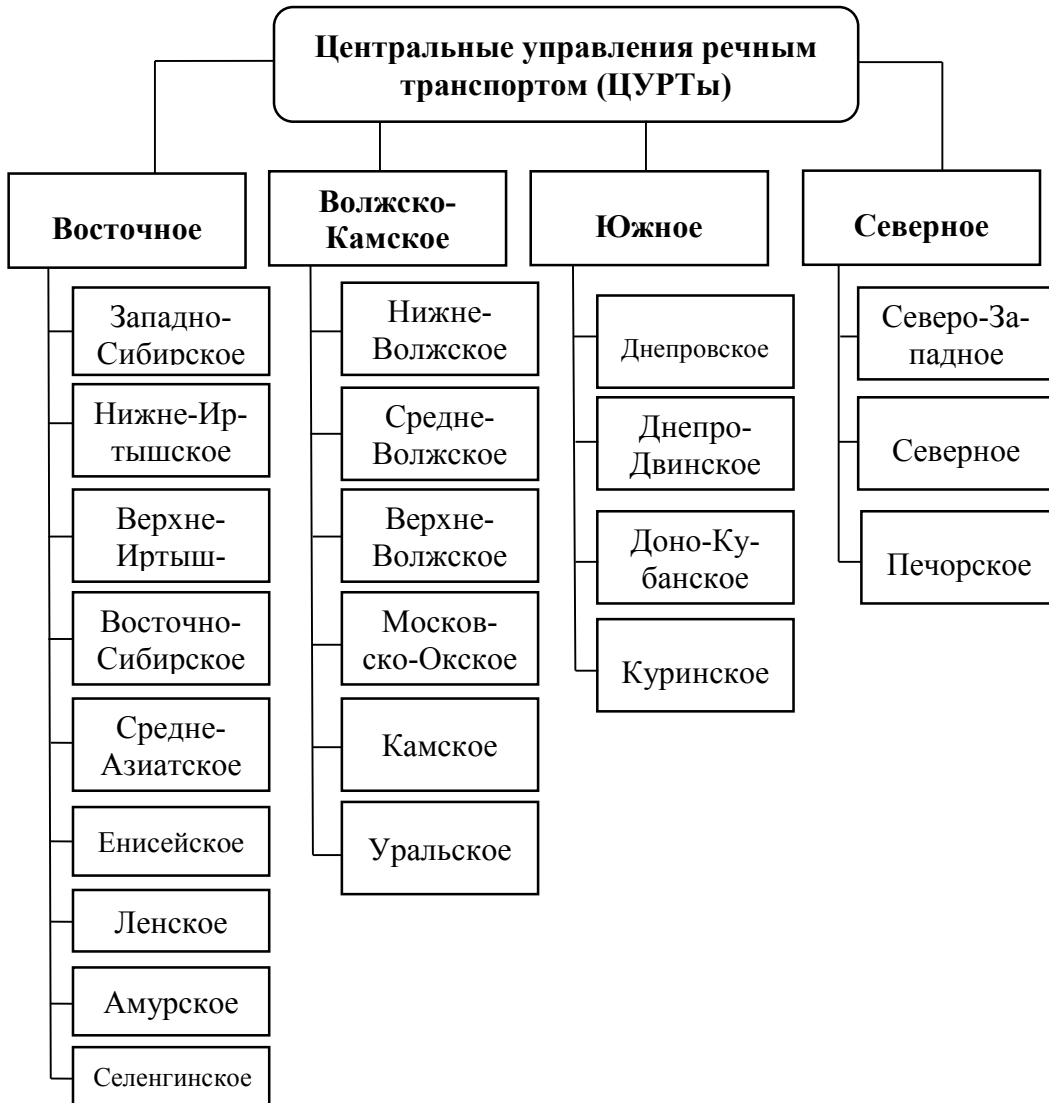 Центральные управления речным
транспортом (ЦУРТы)
Восточное
Западно-
Сибирское
Нижне-Ир-
тышское
Верхне-
Иртыш-
Восточно-
Сибирское
Средне-
Азиатское
Енисейское
Ленское
Амурское
Селенгинское
Волжско-
Камское
Нижне-
Волжское
Средне-
Волжское
Верхне-
Волжское
Москов-
ско-Окское
Камское
Уральское
Южное
Днепровское
Днепро-
Двинское
Доно-Ку-
банское
Куринское
Северное
Северо-За-
падное
Северное
Печорское